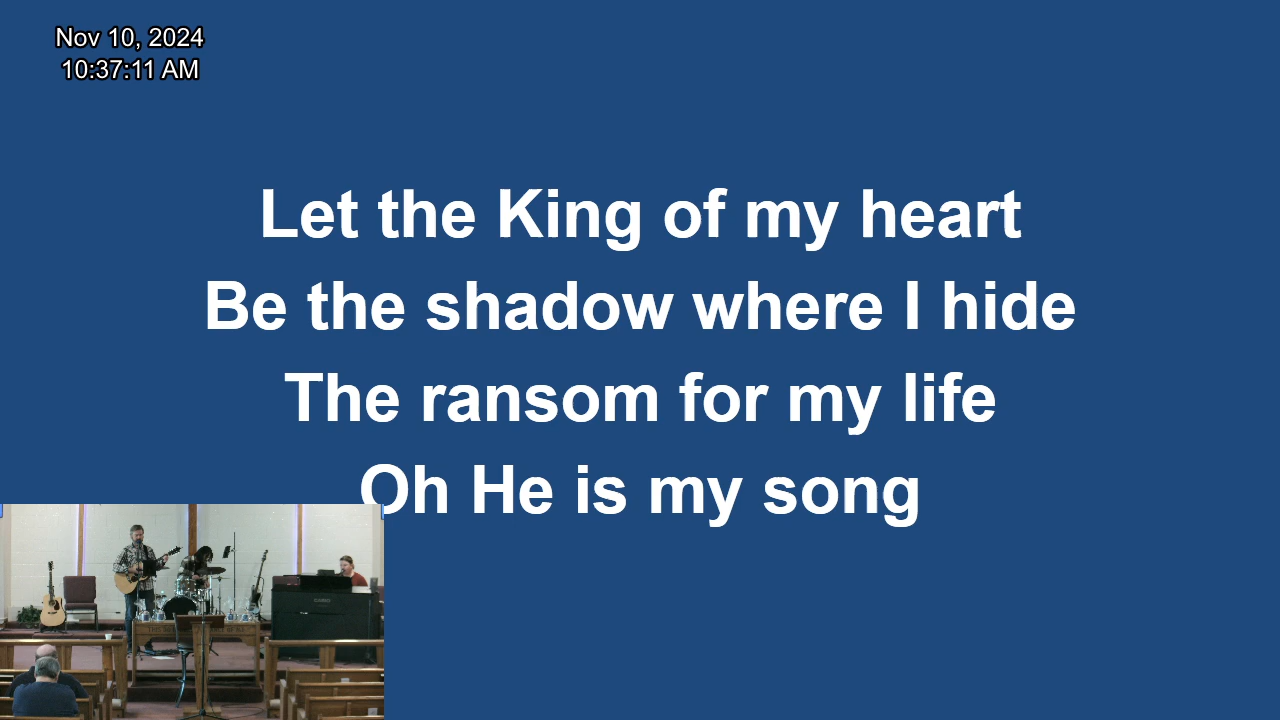 Nov 10, 2024
10:37:11 AM
Let the King of my heart
Be the shadow where I hide
The ransom for my life
Oh He is my song